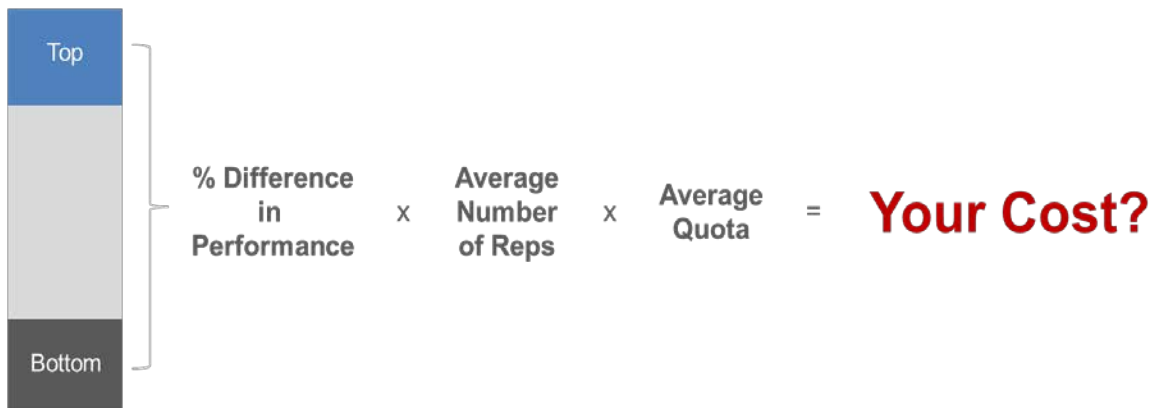 Top
% Difference
in
Performance
x
Average
Number
of Reps
x
Average
Quota
=
Your Cost?
Bottom